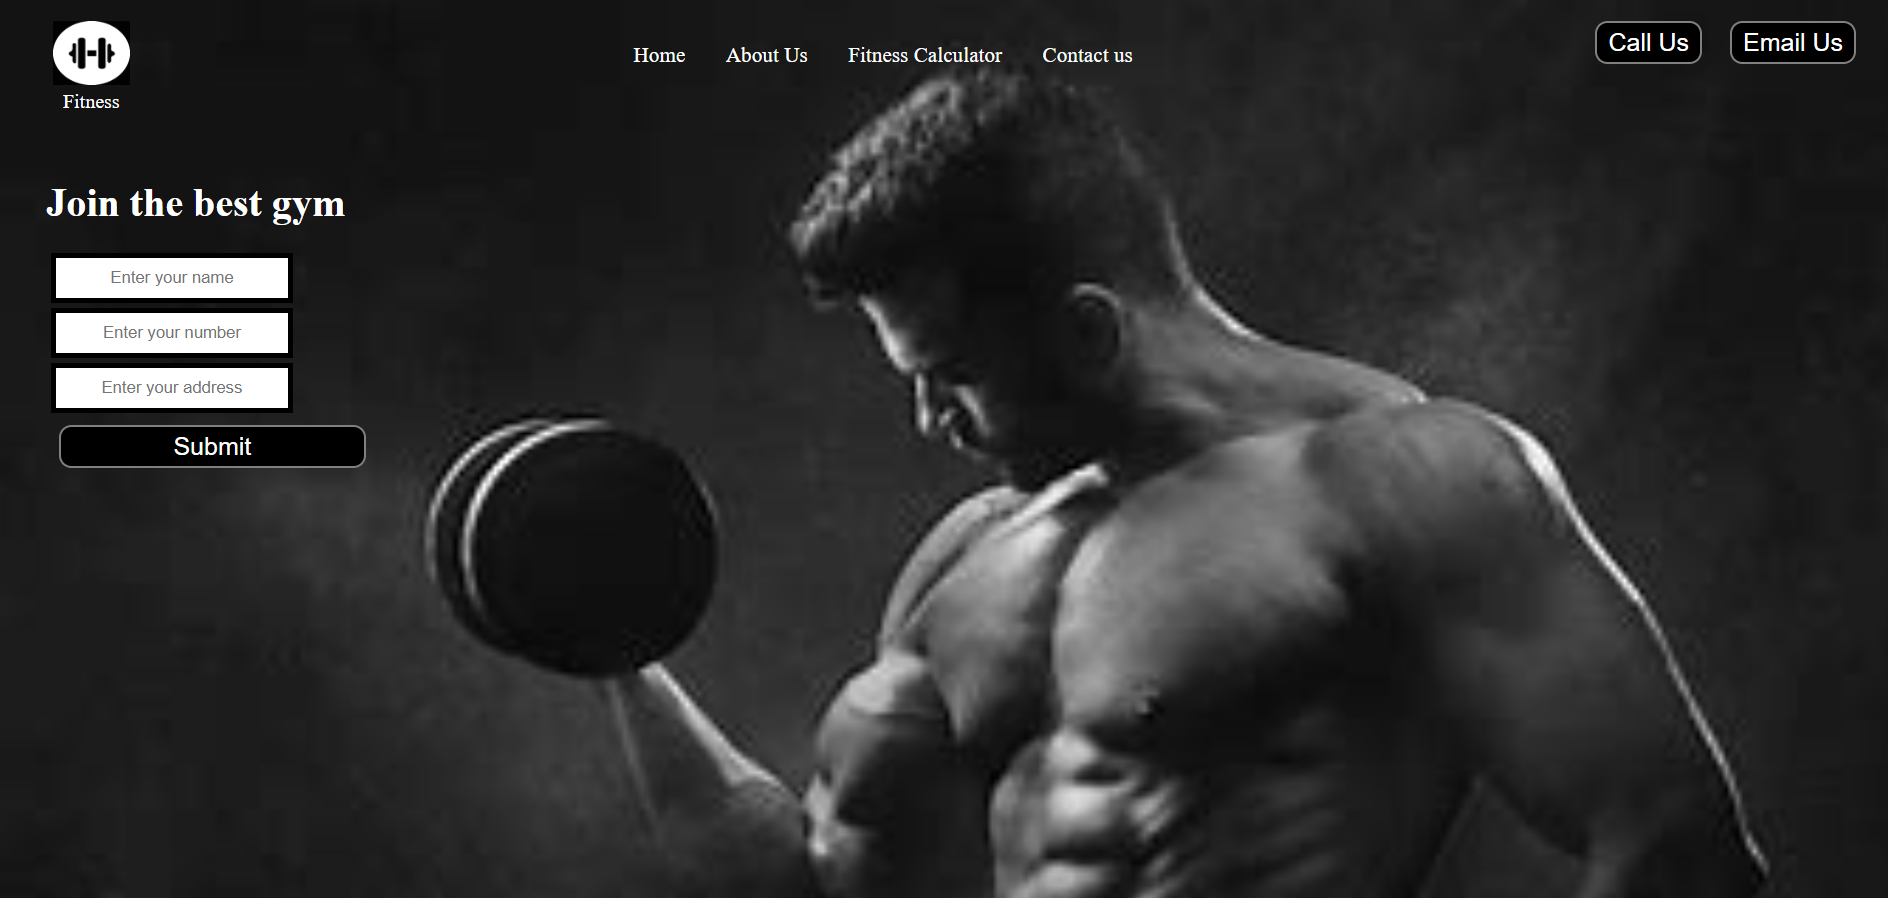 Home About Us Fitness Calculator Contact us
Call Us Email Us
Fitness
Join the best gym
Enter your name
Enter your number
Enter your address
Submit